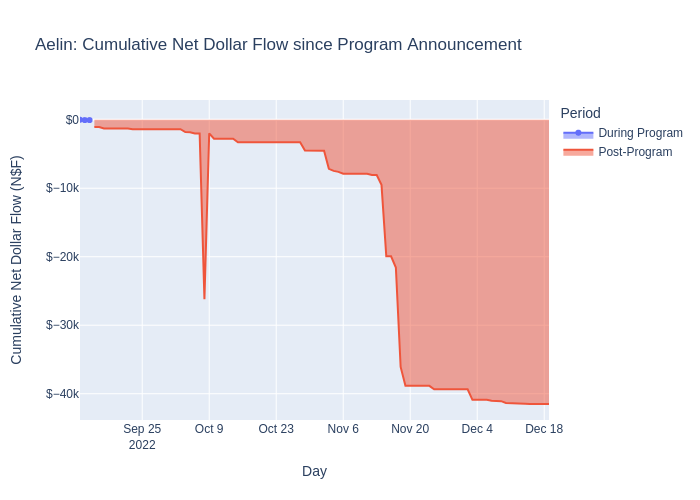 Aelin: Cumulative Net Dollar Flow since Program Announcement
Cumulative Net Dollar Flow (N$F)
$0
$−10k
$−20k
$−30k
$−40k
Sep 25
2022
Oct 9
Oct 23
Nov 6
Nov 20
Dec 4
Dec 18
Day
Period
During Program
Post-Program